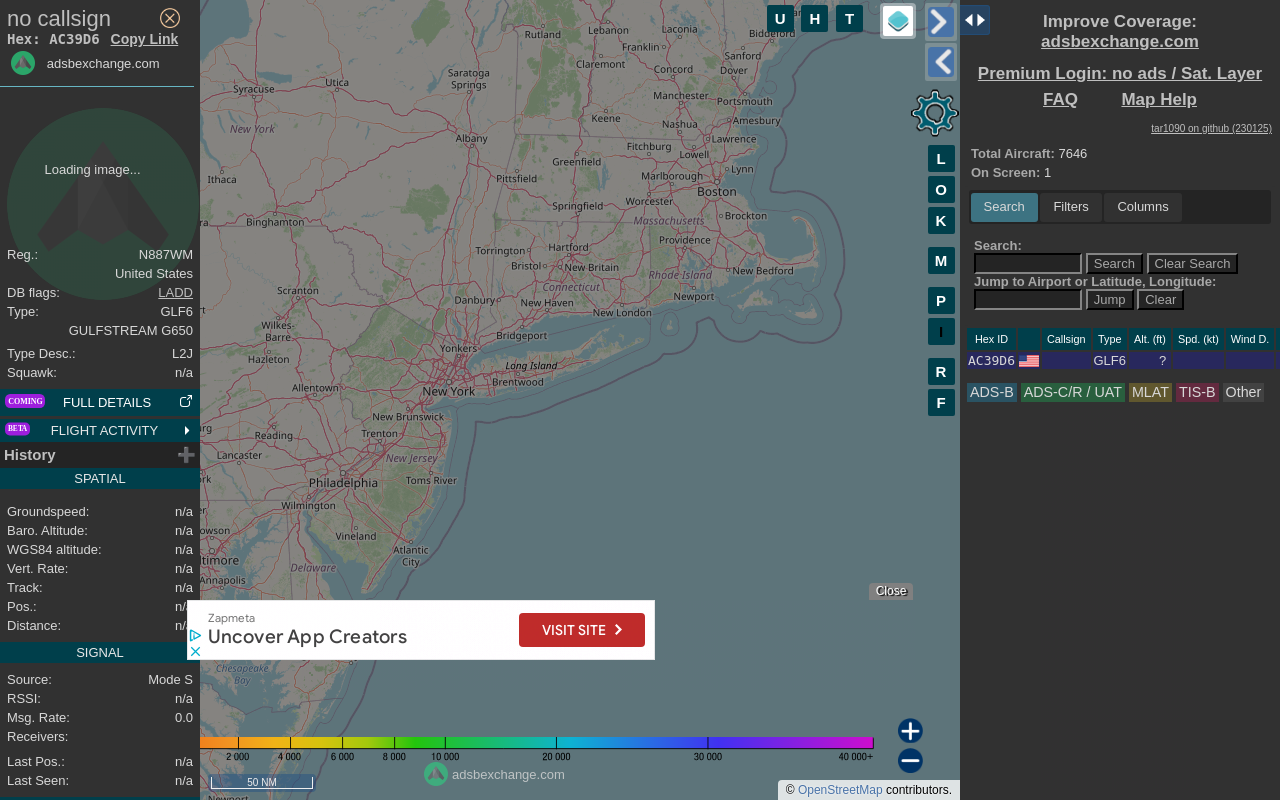 no callsign
Hex: AC39D6 Copy Link
adsbexchange.com
Loading image...
Reg.: N887WM
United States
DB flags: LADD
Type: GLF6
GULFSTREAM G650
Type Desc.: L2J
Squawk: n/a
COMING FULL DETAILS
BETA FLIGHT ACTIVITY
History
SPATIAL
Groundspeed: n/a
Baro. Altitude: n/a
WGS84 altitude: n/a
Vert. Rate: n/a
Track: n/a
Pos.: n/
Distance: n/
SIGNAL
Source: Mode S
RSSI: n/a
Msg. Rate: 0.0
Receivers:
Last Pos.: n/a
Last Seen: n/a
U H T
L
O
K
M
P
I
R
F
Rutland
Lebanon
Laconia
Biddeford
Franklin
Claremont
Concord
Sanford
Dover
Saratoga
Springs
Utica
Syracuse
Manchester
Portsmouth
Keene
Nashua
Amesbury
New York
Albany
Fitchburg
Lawrence
Greenfield
Lowell
Ithaca
Pittsfield
Marlborough
Lynn
Boston
Springfield
Worcester
Binghamton
Massachusetts
Brockton
Torrington
Hartford
Providence
Bristol
New Britain
Rhode Island
New Bedford
Scranton
Connecticut
Danbury
New Haven
Newport
New London
Wilkes-
Barre
Bridgeport
Yonkers
Hazleton
Long Island
Brentwood
Allentown
New York
New Brunswick
Reading
Trenton
Lancaster
New Jersey
Philadelphia
Toms River
Wilmington
Vineland
Atlantic
City
ltimore
Delaware
Annapolis
Chesapeake
Bay
Close
Zapmeta
Uncover App Creators
VISIT SITE
2 000 4 000 6 000 8 000 10 000 20 000 30 000 40 000+
adsbexchange.com
50 NM
© OpenStreetMap contributors.
Improve Coverage:
adsbexchange.com
Premium Login: no ads / Sat. Layer
FAQ Map Help
tar1090 on github (230125)
Total Aircraft: 7646
On Screen: 1
Search Filters Columns
Search:
Search Clear Search
Jump to Airport or Latitude, Longitude:
Jump Clear
Hex ID Callsign Type Alt. (ft) Spd. (kt) Wind D.
AC39D6 GLF6 ?
ADS-B ADS-C/R / UAT MLAT TIS-B Other